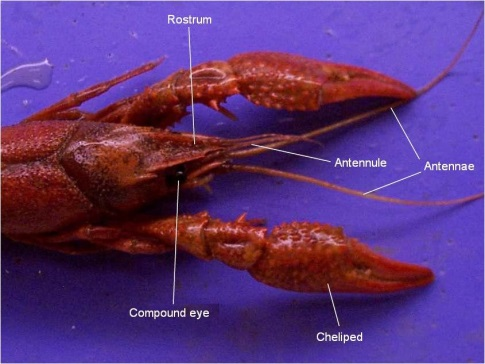 Rostrum
Antennule
Antennae
Compound eye
Cheliped